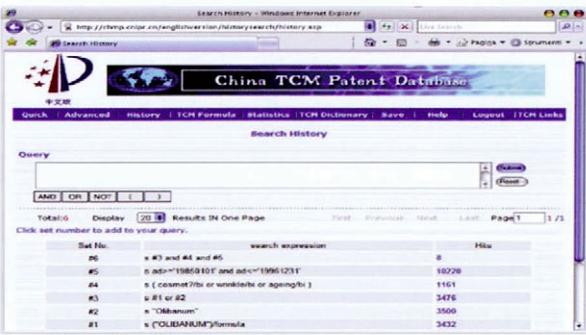 Search History - Windows Internet Explorer
http://chmp.cnipr.cn/englishversion/historysearch/history.asp
Live Search
Search History
Pagina
Strumenti
China TCM Patent Database
中文版
Quick | Advanced | History | TCM Formula | Statistics | TCM Dictionary | Save | Help | Logout | TCM Links
Search History
Query
Submit
Reset
AND OR NOT ( )
Total:6 Display 20 Results IN One Page First Previous Next Last Page 1 /1
Click set number to add to your query.
Set No. search expression Hits
#6 s #3 and #4 and #5 8
#5 s ad>='19850101' and ad<='19961231' 10220
#4 s ( cosmet?/bi or wrinkle/bi or ageing/bi ) 1161
#3 s #1 or #2 3476
#2 s "Olibanum" 3500
#1 s ("OLIBANUM")/formula 3432